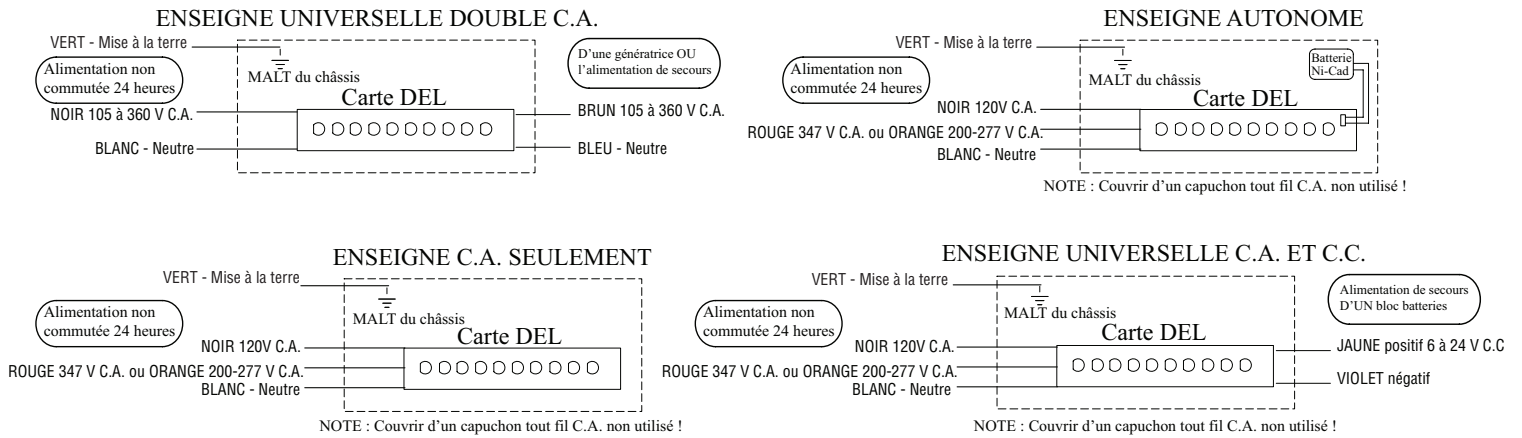 ENSEIGNE UNIVERSELLE DOUBLE C.A.
VERT - Mise à la terre
Alimentation non
commutée 24 heures
MALT du châssis
D'une génératrice OU
l'alimentation de secours
Carte DEL
NOIR 105 à 360 V C.A.
BRUN 105 à 360 V C.A.
BLANC - Neutre
BLEU - Neutre
ENSEIGNE AUTONOME
VERT - Mise à la terre
Alimentation non
commutée 24 heures
MALT du châssis
Batterie
Ni-Cad
Carte DEL
NOIR 120V C.A.
ROUGE 347 V C.A. ou ORANGE 200-277 V C.A.
BLANC - Neutre
NOTE : Couvrir d'un capuchon tout fil C.A. non utilisé !
ENSEIGNE C.A. SEULEMENT
VERT - Mise à la terre
Alimentation non
commutée 24 heures
MALT du châssis
Carte DEL
NOIR 120V C.A.
ROUGE 347 V C.A. ou ORANGE 200-277 V C.A.
BLANC - Neutre
NOTE : Couvrir d'un capuchon tout fil C.A. non utilisé !
ENSEIGNE UNIVERSELLE C.A. ET C.C.
VERT - Mise à la terre
Alimentation non
commutée 24 heures
MALT du châssis
Alimentation de secours
D'UN bloc batteries
Carte DEL
NOIR 120V C.A.
JAUNE positif 6 à 24 V C.C
ROUGE 347 V C.A. ou ORANGE 200-277 V C.A.
VIOLET négatif
BLANC - Neutre
NOTE : Couvrir d'un capuchon tout fil C.A. non utilisé !